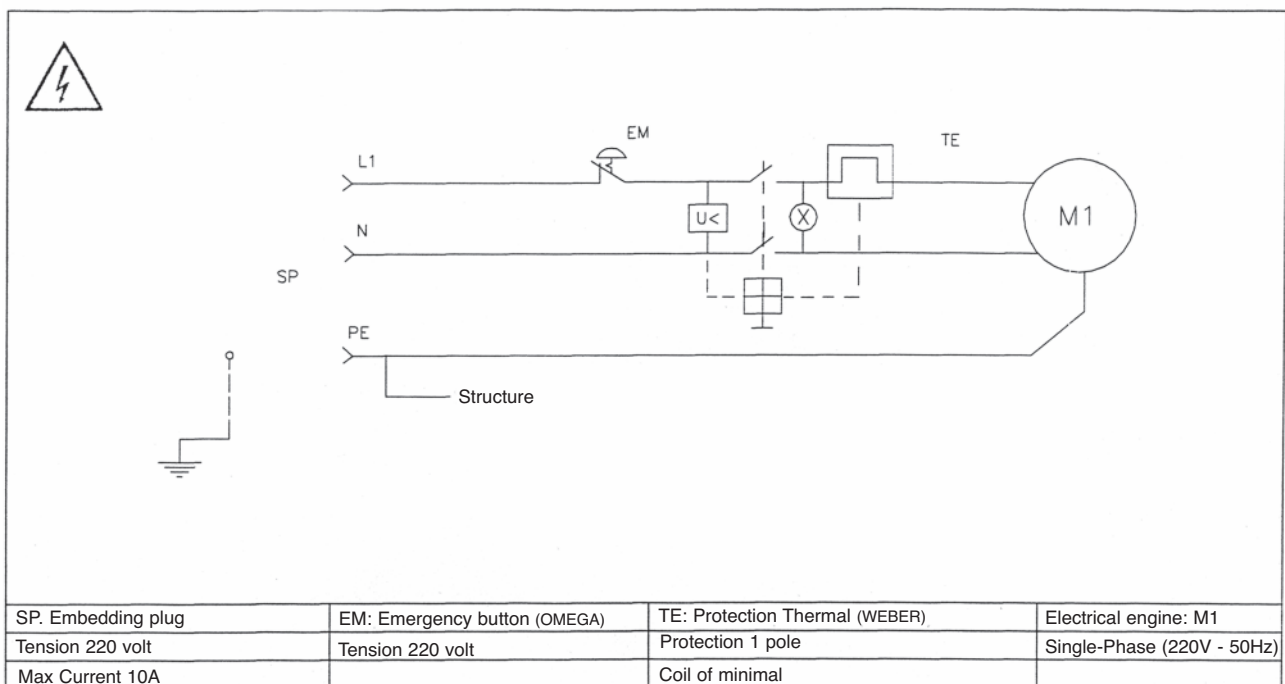 EM
TE
L1
U<
X
M1
N
SP
PE
Structure
SP. Embedding plug
EM: Emergency button (OMEGA)
TE: Protection Thermal (WEBER)
Electrical engine: M1
Tension 220 volt
Tension 220 volt
Protection 1 pole
Single-Phase (220V - 50Hz)
Max Current 10A
Coil of minimal